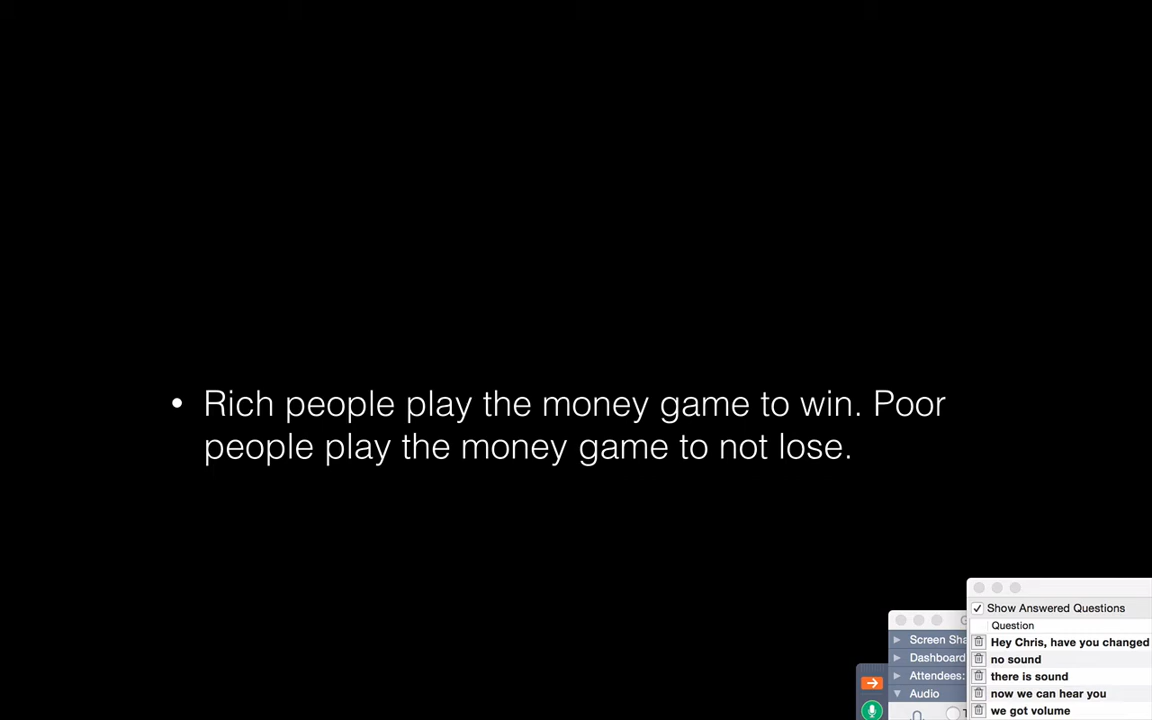 • Rich people play the money game to win. Poor
people play the money game to not lose.
Show Answered Questions
Question
Screen Sha
Hey Chris, have you changed
Dashboard
no sound
Attendees:
there is sound
Audio
now we can hear you
we got volume